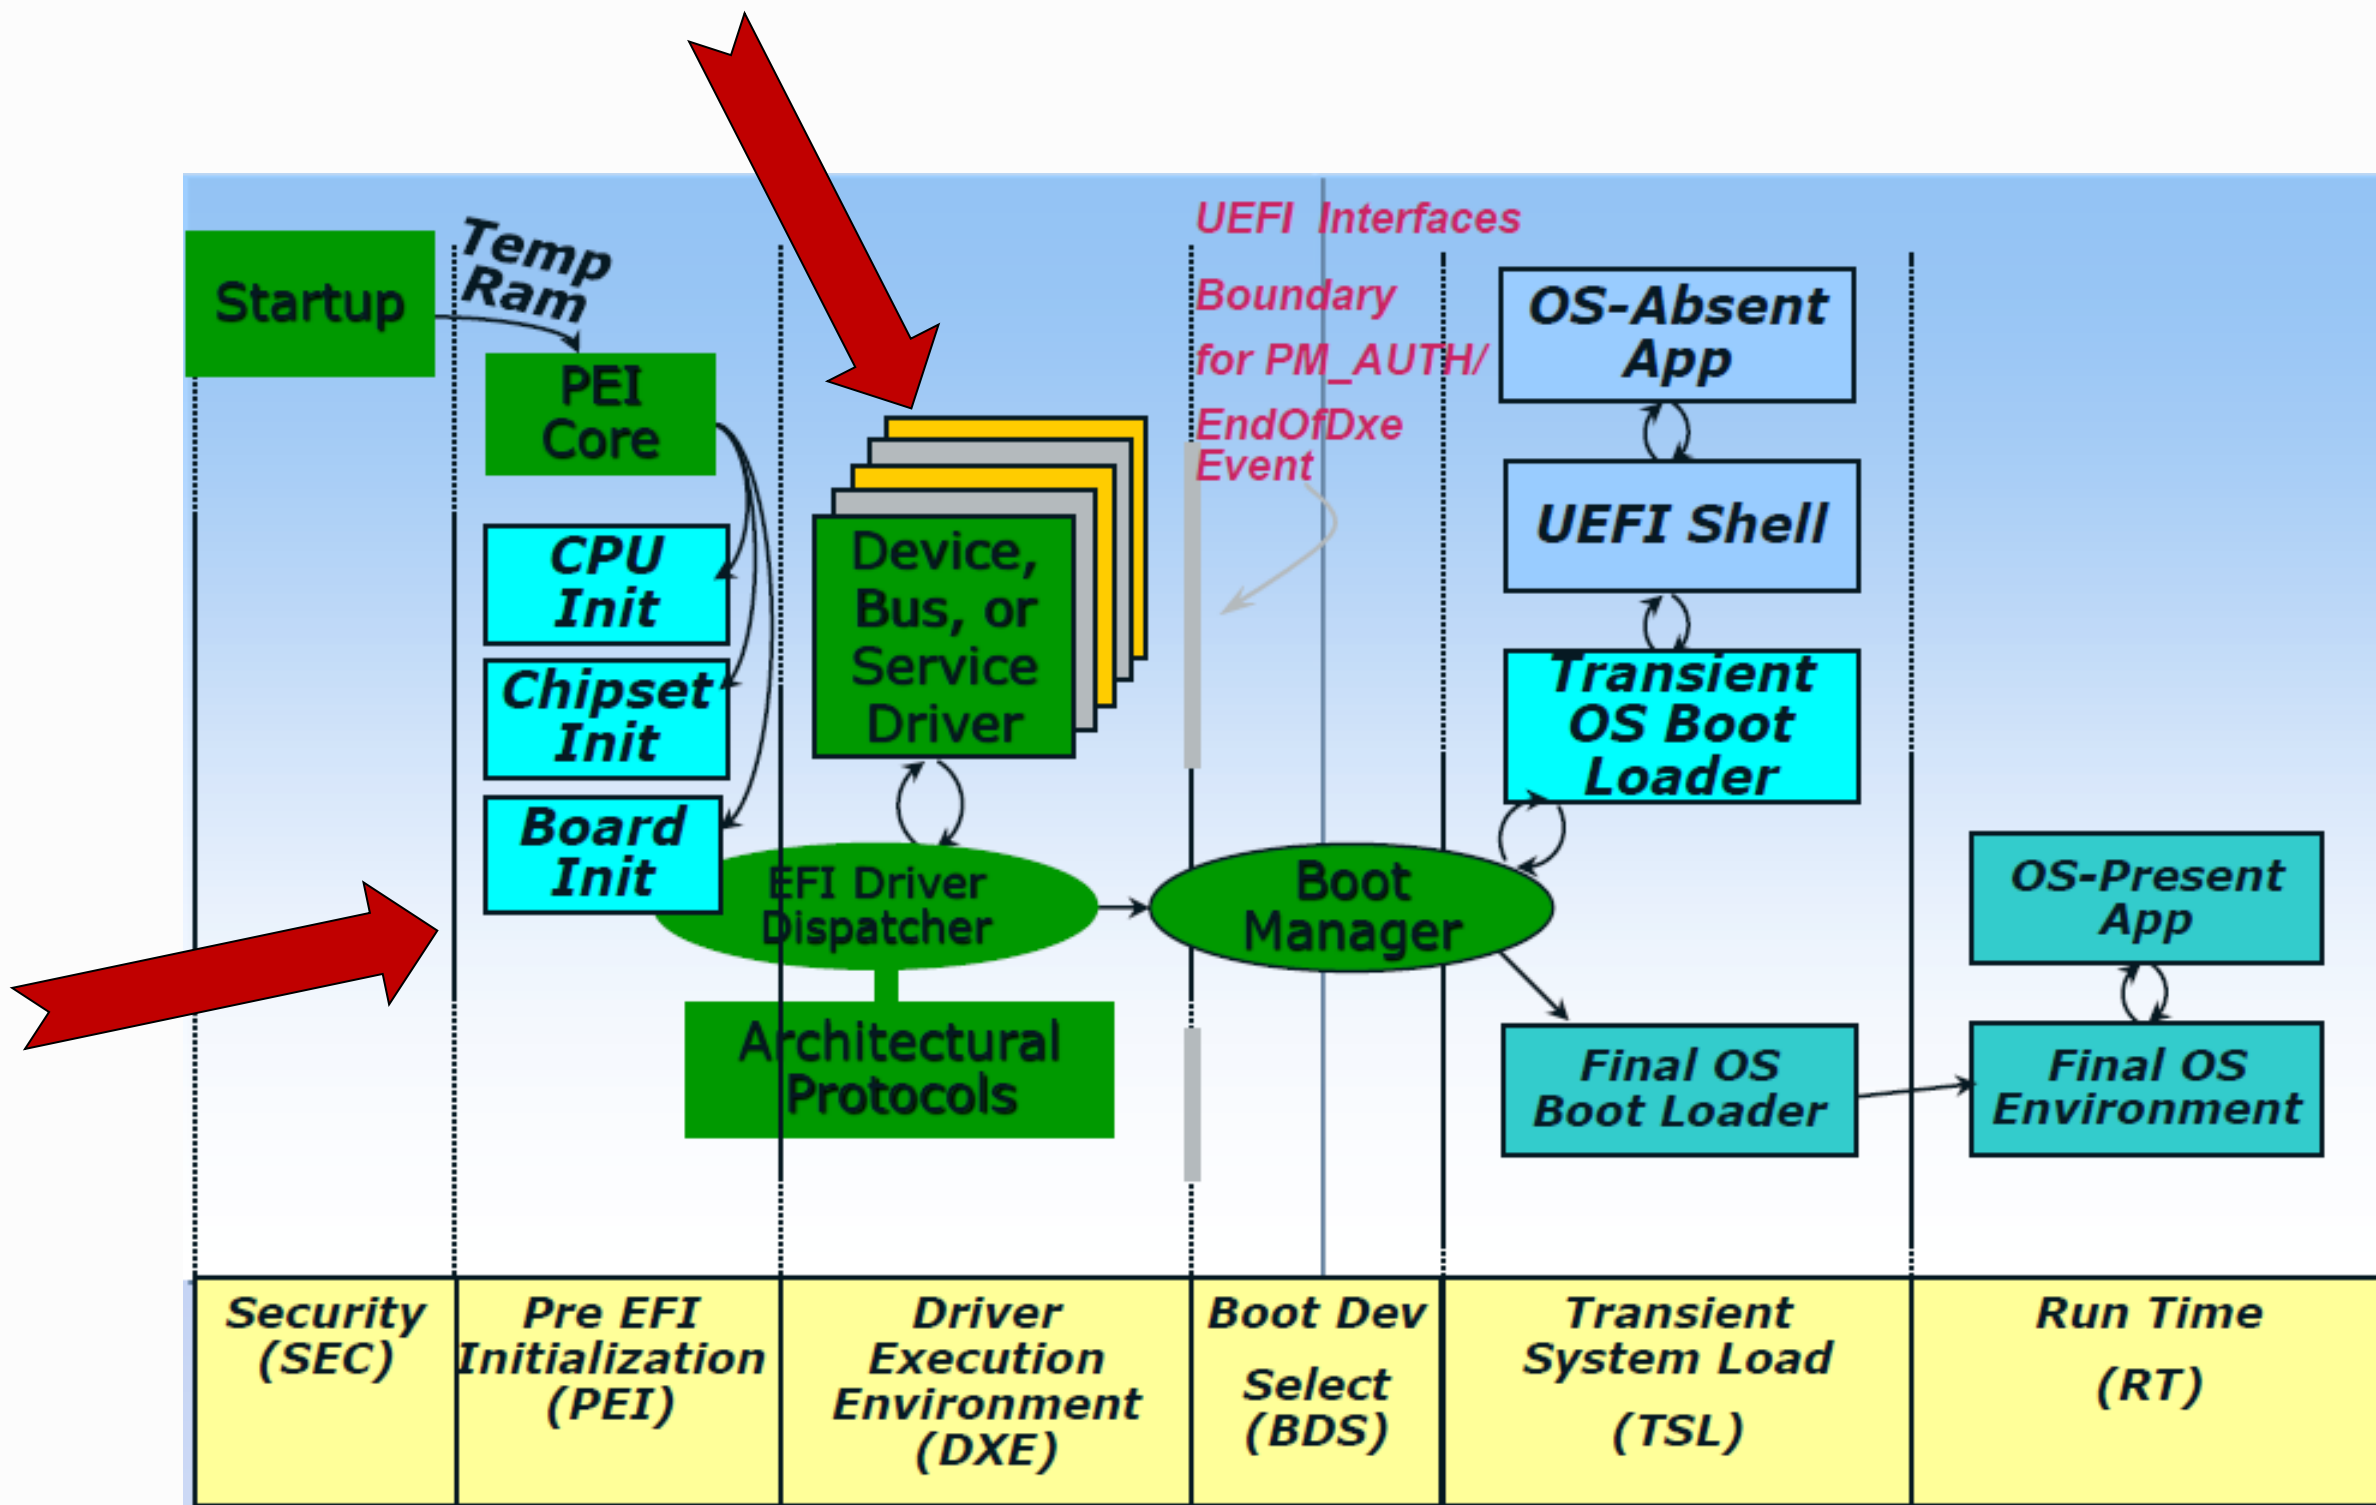 Startup
Temp
Ram
PEI
Core
CPU
Init
Chipset
Init
Board
Init
Device,
Bus, or
Service
Driver
EFI Driver
Dispatcher
Architectural
Protocols
UEFI Interfaces
Boundary
for PM_AUTH/
EndOfDxe
Event
Boot
Manager
OS-Absent
App
UEFI Shell
Transient
OS Boot
Loader
Final OS
Boot Loader
OS-Present
App
Final OS
Environment
Security
(SEC)
Pre EFI
Initialization
(PEI)
Driver
Execution
Environment
(DXE)
Boot Dev
Select
(BDS)
Transient
System Load
(TSL)
Run Time
(RT)